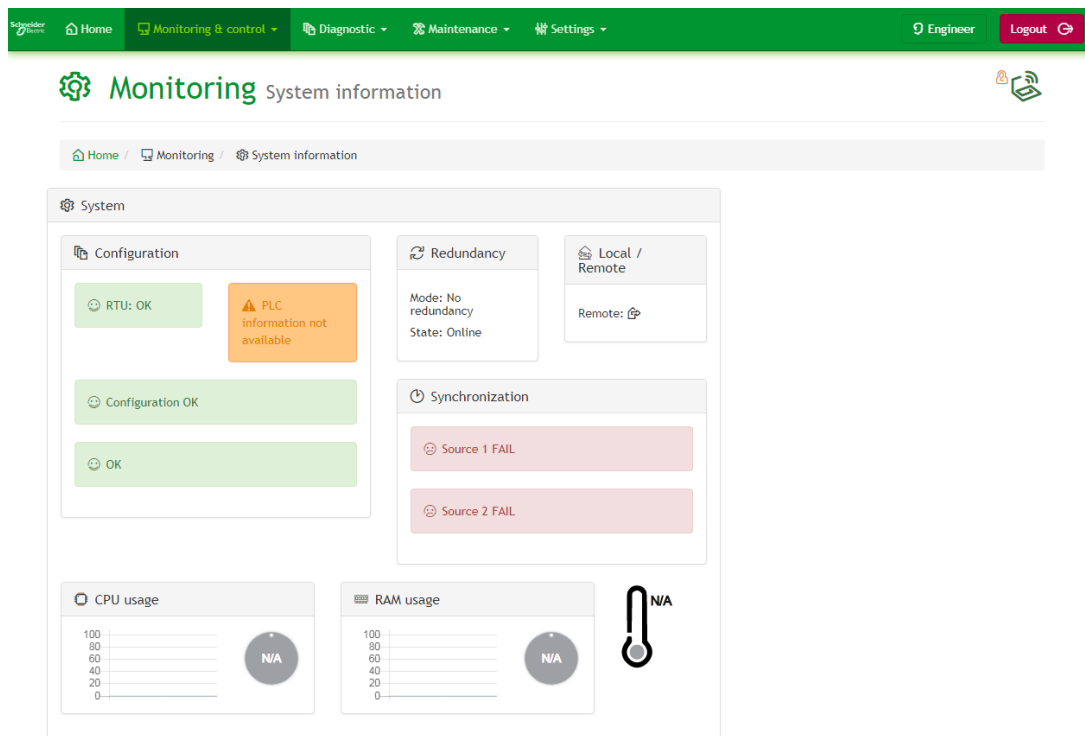 Schneider Electric Home Monitoring & control Diagnostic Maintenance Settings Engineer Logout
Monitoring System information
Home / Monitoring / System information
System
Configuration
RTU: OK
PLC
information not
available
Configuration OK
OK
Redundancy
Mode: No
redundancy
State: Online
Local /
Remote
Remote:
Synchronization
Source 1 FAIL
Source 2 FAIL
CPU usage
100
80
60
40
20
0
N/A
RAM usage
100
80
60
40
20
0
N/A
N/A